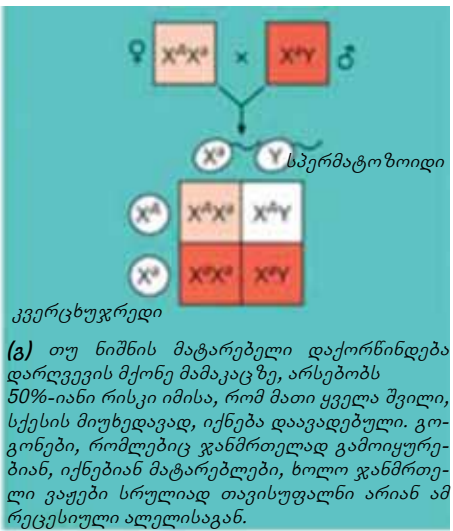 ♀ XᴬXᵃ × XᵃY ♂
Xᵃ Y სპერმატოზოიდი
Xᴬ XᴬXᵃ XᴬY
Xᵃ XᵃXᵃ XᵃY
კვერცხუჯრედი
(გ) თუ ნიშნის მატარებელი დაქორწინდება
დარღვევის მქონე მამაკაცზე, არსებობს
50%-იანი რისკი იმისა, რომ მათი ყველა შვილი,
სქესის მიუხედავად, იქნება დაავადებული. გო-
გონები, რომლებიც ჯანმრთელად გამოიყურე-
ბიან, იქნებიან მატარებლები, ხოლო ჯანმრთე-
ლი ვაჟები სრულიად თავისუფალნი არიან ამ
რეცესიული ალელისაგან.